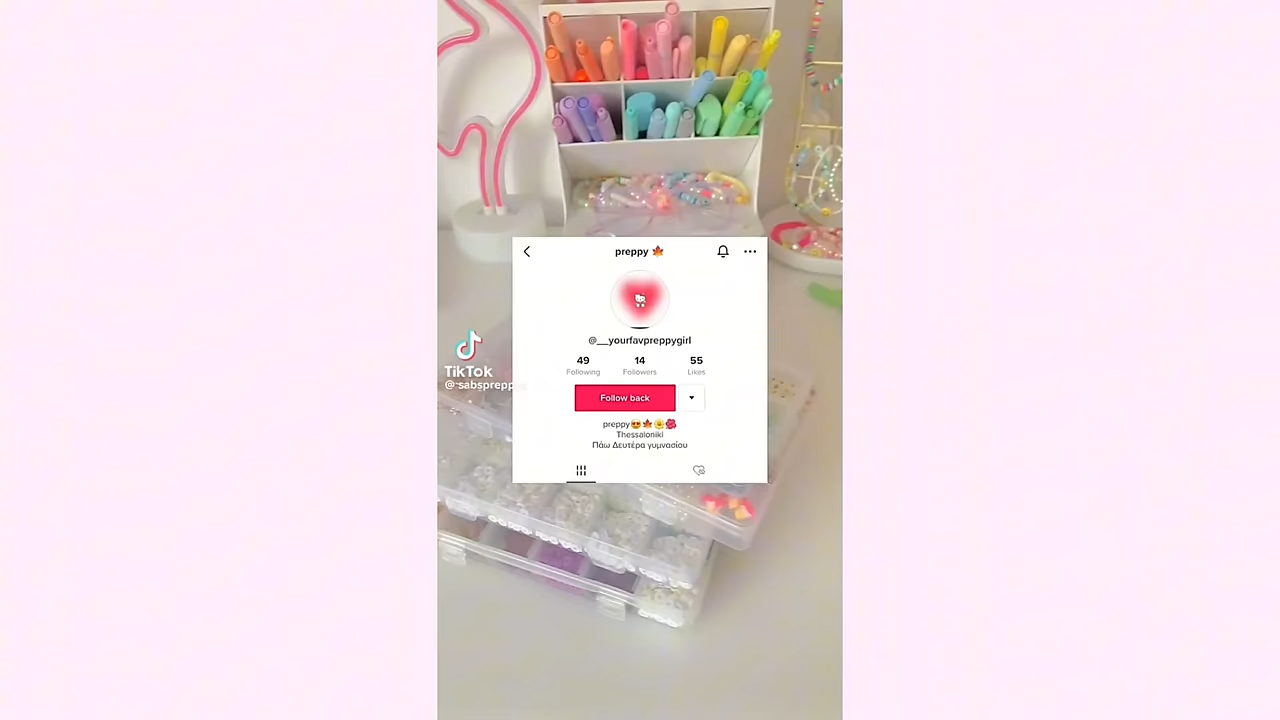 preppy 🍁
@__yourfavpreppygirl
49 14 55
Following Followers Likes
Follow back
preppy😍🍁🌼🌺
Thessaloniki
Πάω Δευτέρα γυμνασίου
TikTok